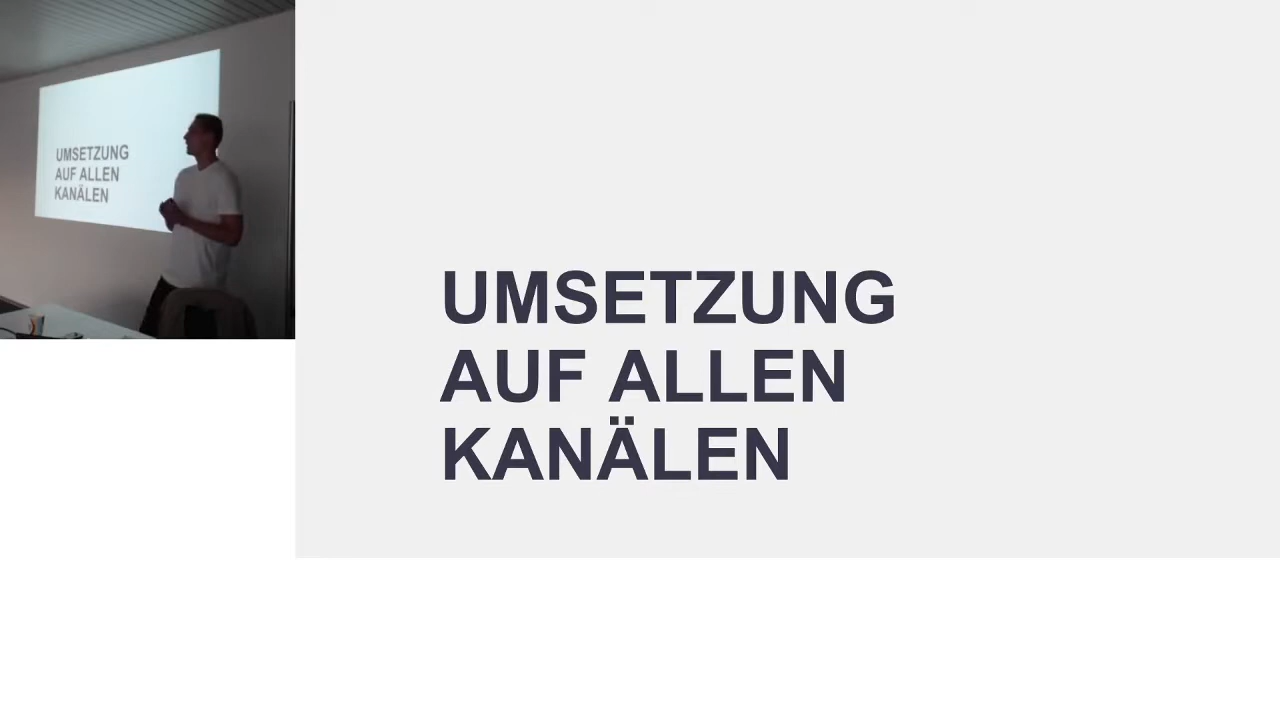 UMSETZUNG
AUF ALLEN
KANÄLEN
UMSETZUNG
AUF ALLEN
KANÄLEN